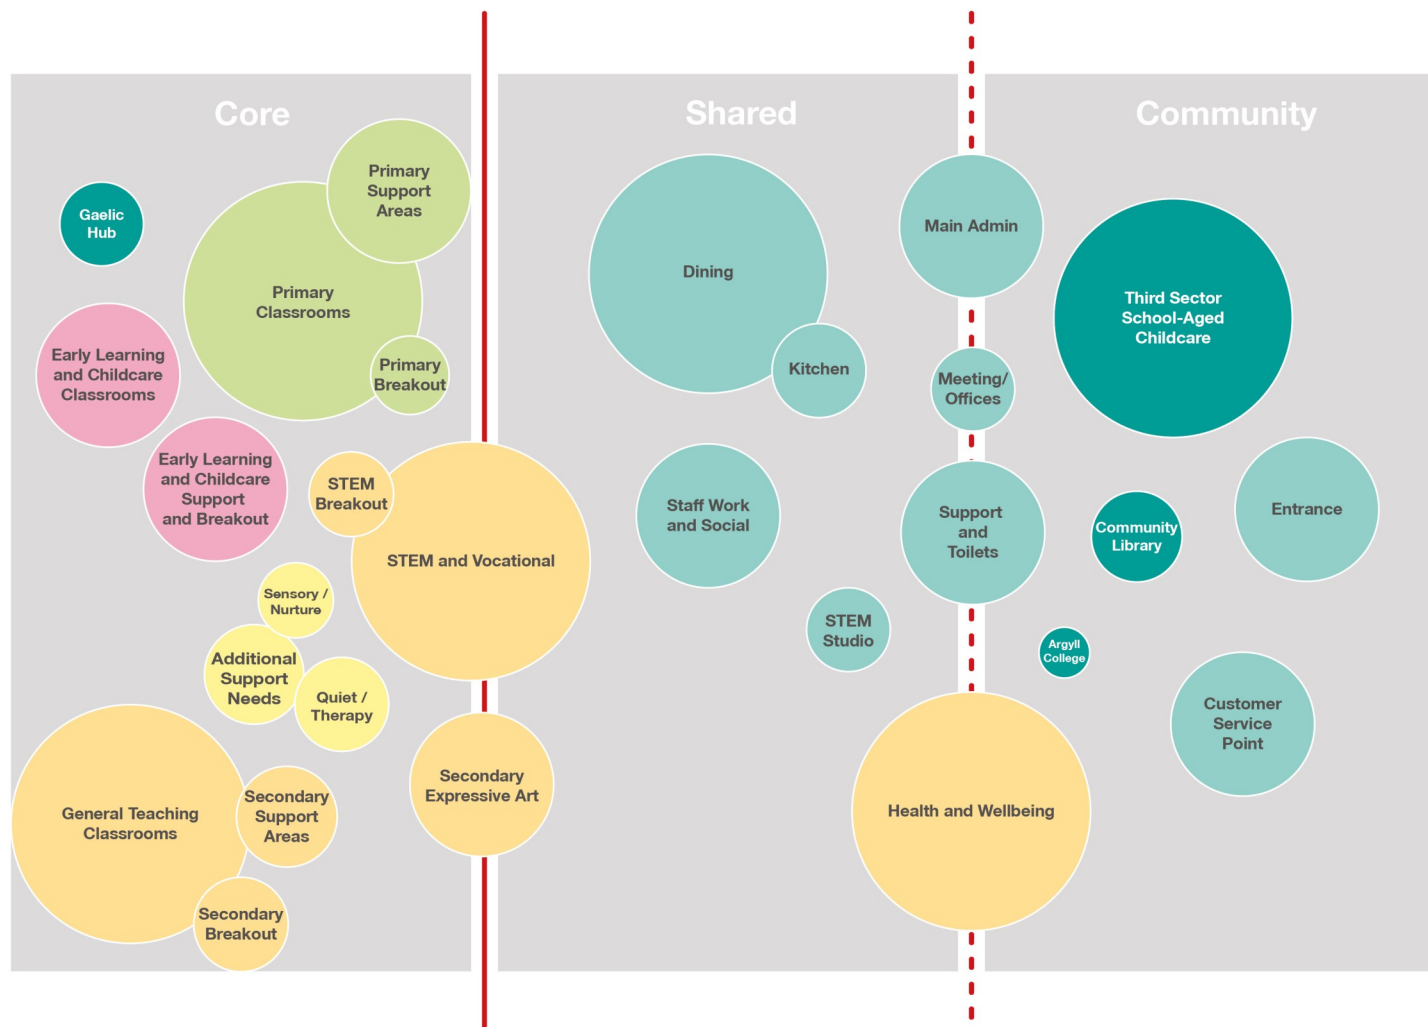 Core
Shared
Community
Primary
Support
Areas
Gaelic
Hub
Primary
Classrooms
Early Learning
and Childcare
Classrooms
Primary
Breakout
Early Learning
and Childcare
Support
and Breakout
STEM
Breakout
STEM and Vocational
Sensory /
Nurture
Additional
Support
Needs
Quiet /
Therapy
General Teaching
Classrooms
Secondary
Support
Areas
Secondary
Breakout
Secondary
Expressive Art
Dining
Kitchen
Staff Work
and Social
STEM
Studio
Main Admin
Meeting/
Offices
Support
and
Toilets
Health and Wellbeing
Third Sector
School-Aged
Childcare
Community
Library
Entrance
Argyll
College
Customer
Service
Point